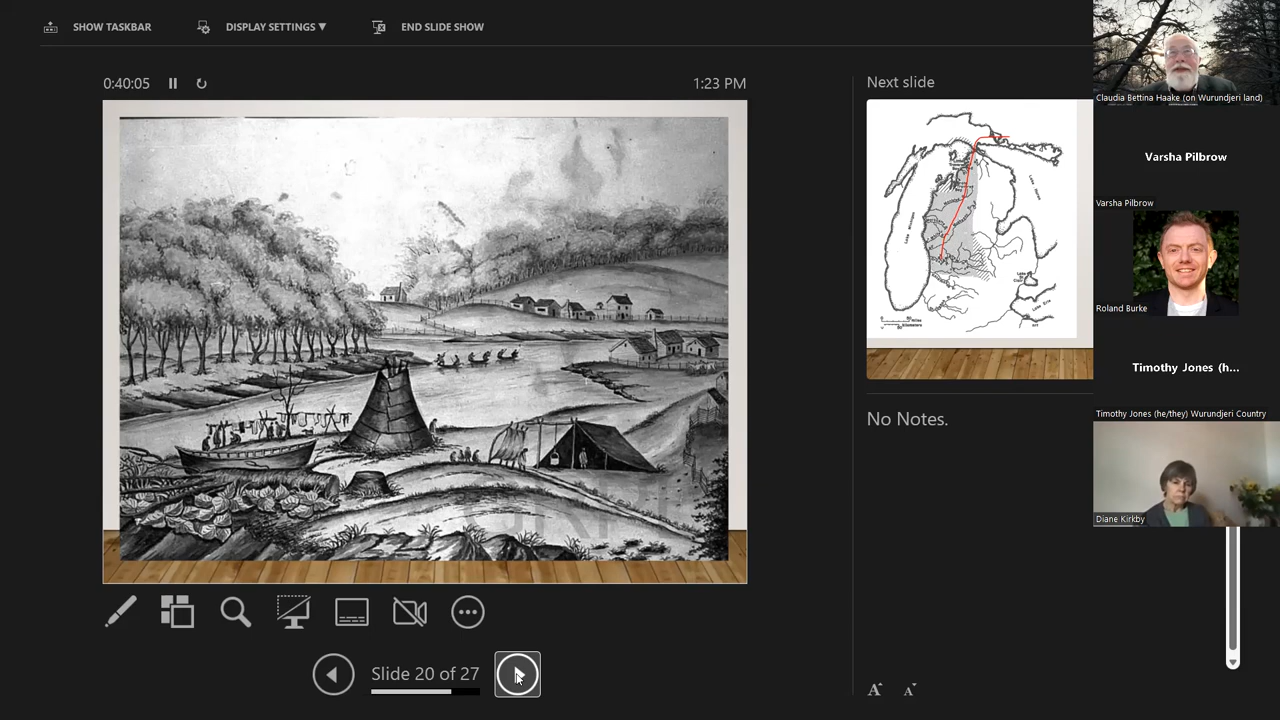 SHOW TASKBAR
DISPLAY SETTINGS ▼
END SLIDE SHOW
0:40:05
1:23 PM
Next slide
No Notes.
Slide 20 of 27
A
A
Claudia Bettina Haake (on Wurundjeri land)
Varsha Pilbrow
Varsha Pilbrow
Roland Burke
Timothy Jones (h...
Timothy Jones (he/they) Wurundjeri Country
Diane Kirkby